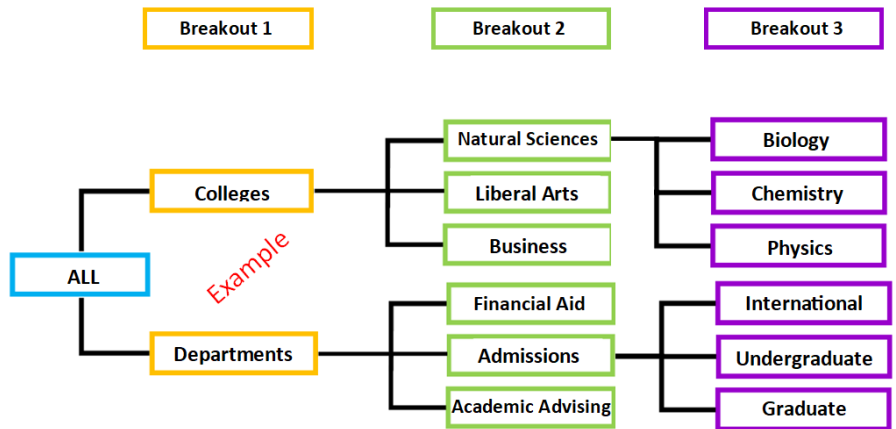 Breakout 1
Breakout 2
Breakout 3
Natural Sciences
Biology
Colleges
Liberal Arts
Chemistry
Business
Physics
Example
ALL
Financial Aid
International
Departments
Admissions
Undergraduate
Academic Advising
Graduate